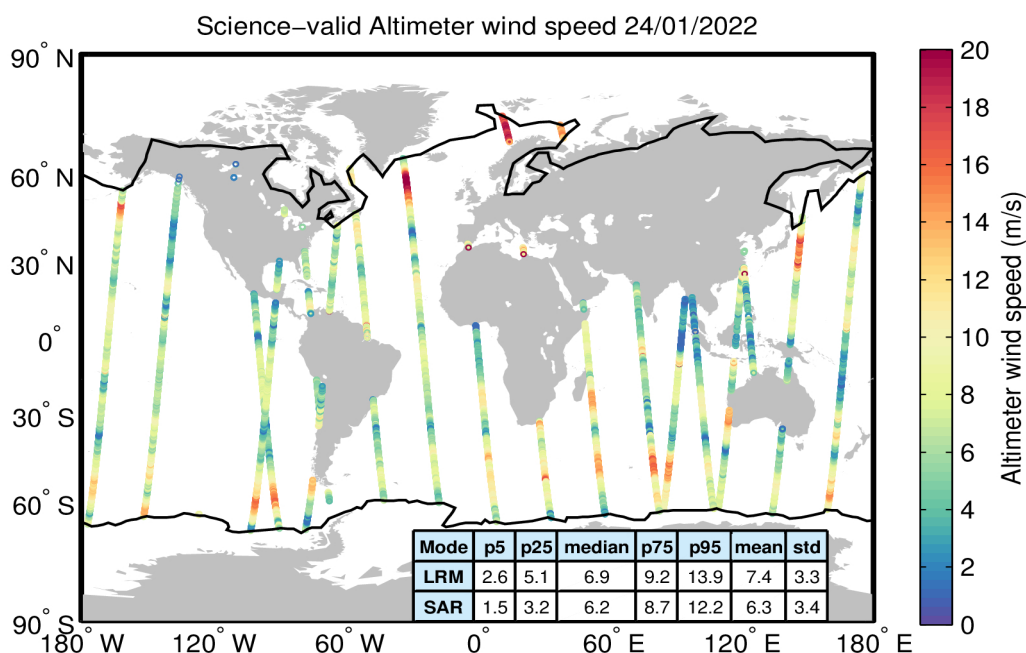 Science−valid Altimeter wind speed 24/01/2022
90° N
60° N
30° N
0°
30° S
60° S
90° S
180° W
120° W
60° W
0°
60° E
120° E
180° E
Mode p5 p25 median p75 p95 mean std
LRM 2.6 5.1 6.9 9.2 13.9 7.4 3.3
SAR 1.5 3.2 6.2 8.7 12.2 6.3 3.4
20
18
16
14
12
10
8
6
4
2
0
Altimeter wind speed (m/s)